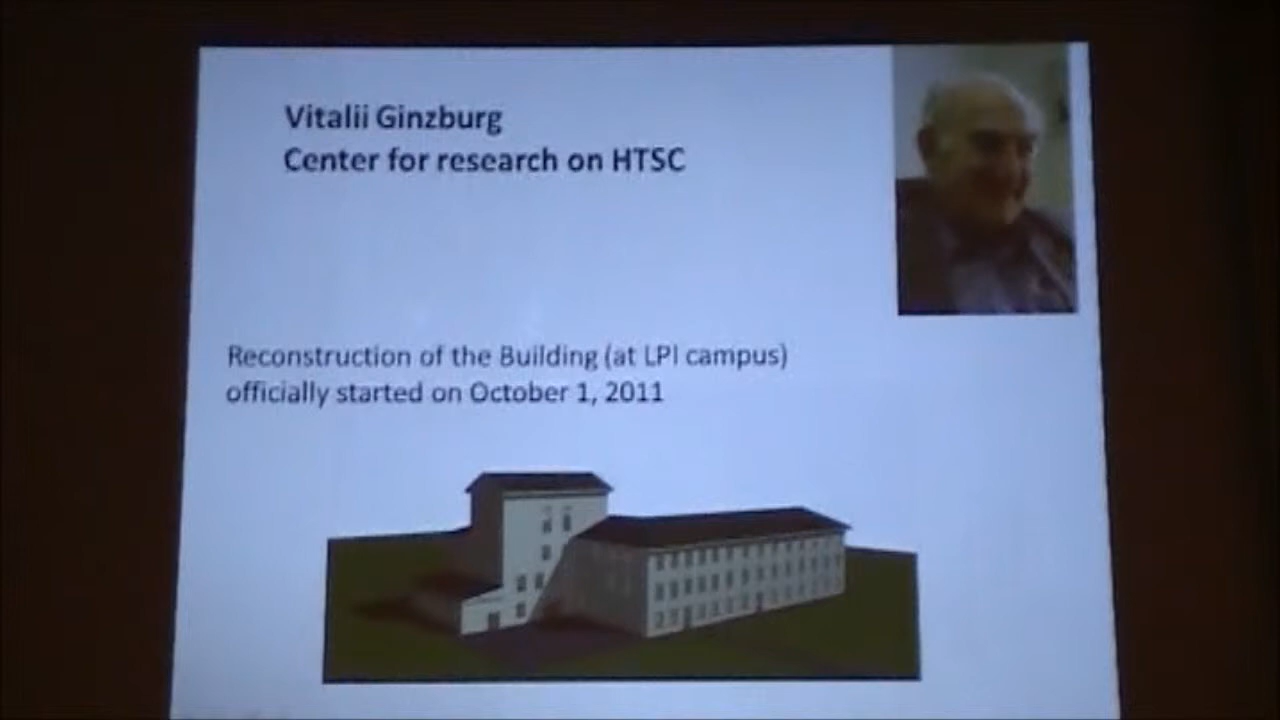 Vitalii Ginzburg
Center for research on HTSC
Reconstruction of the Building (at LPI campus)
officially started on October 1, 2011